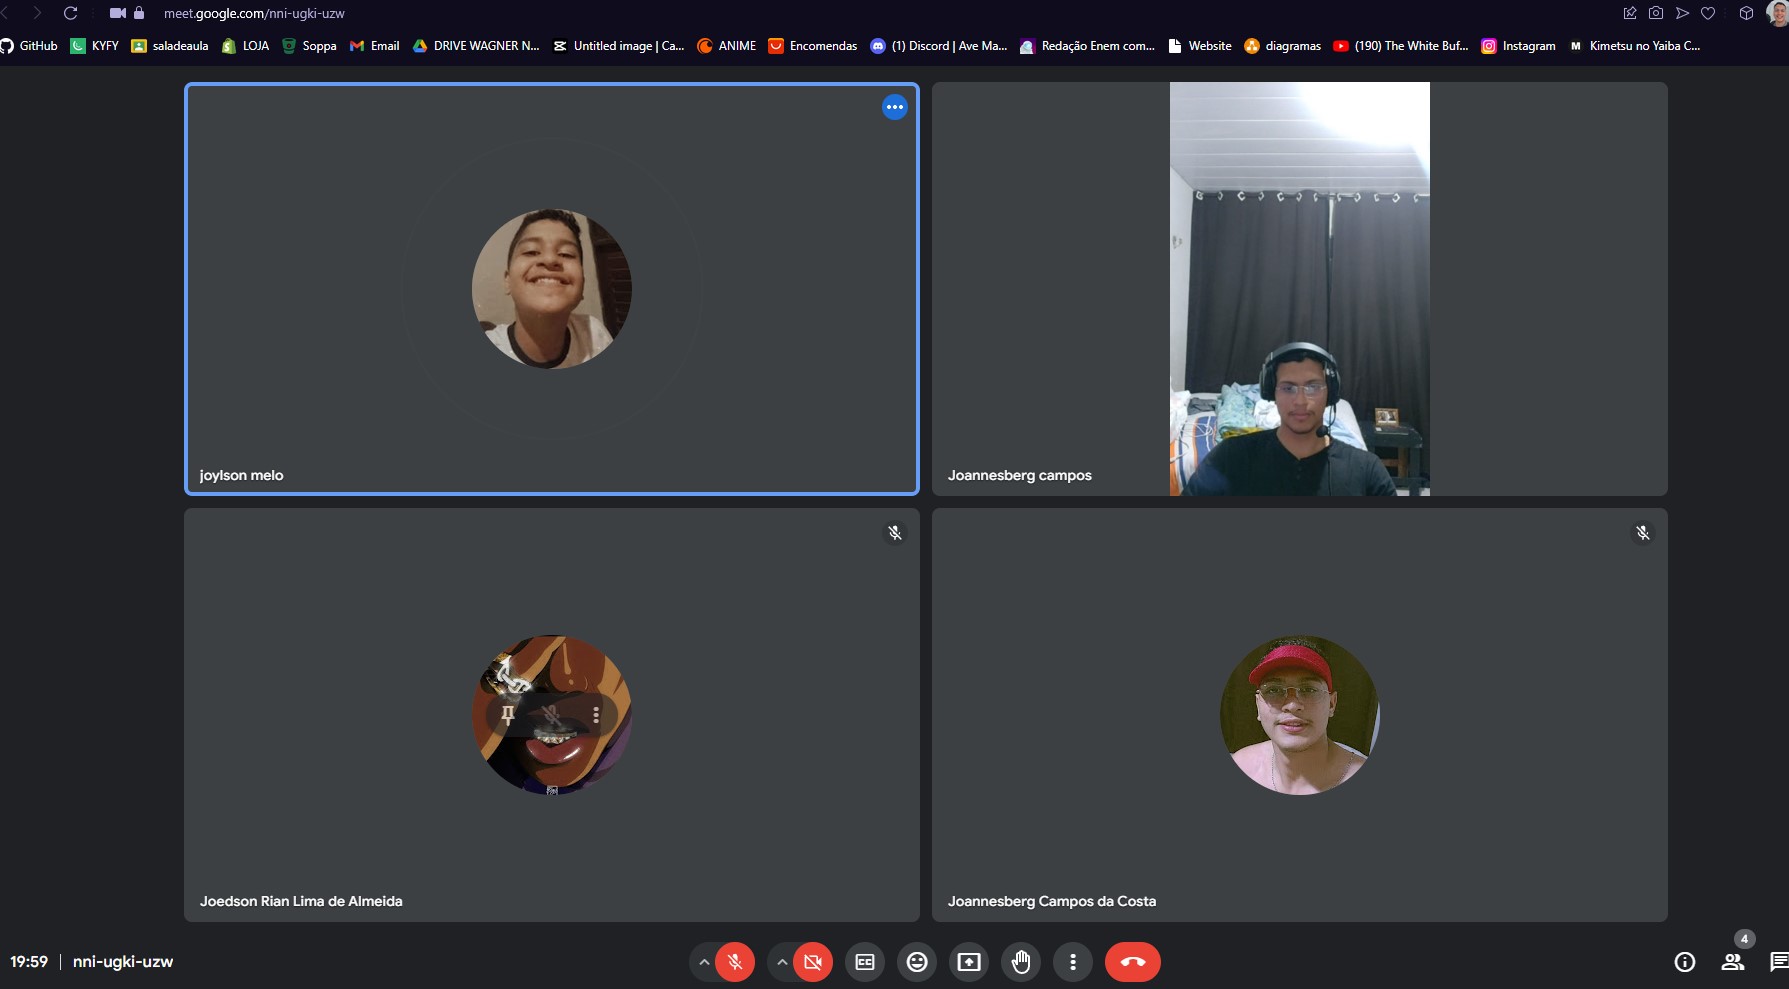 meet.google.com/nni-ugki-uzw
GitHub KYFY saladeaula LOJA Soppa Email DRIVE WAGNER N... Untitled image | Ca... ANIME Encomendas (1) Discord | Ave Ma... Redação Enem com... Website diagramas (190) The White Buf... Instagram M Kimetsu no Yaiba C...
joylson melo
Joannesberg campos
Joedson Rian Lima de Almeida
Joannesberg Campos da Costa
4
19:59 | nni-ugki-uzw
CC